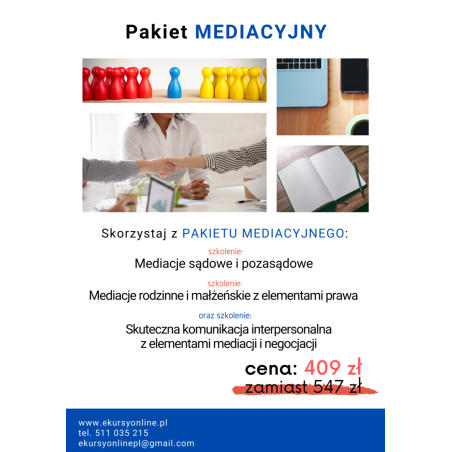 Pakiet MEDIACYJNY
Skorzystaj z PAKIETU MEDIACYJNEGO:
szkolenie:
Mediacje sądowe i pozasądowe
szkolenie:
Mediacje rodzinne i małżeńskie z elementami prawa
oraz szkolenie:
Skuteczna komunikacja interpersonalna
z elementami mediacji i negocjacji
cena: 409 zł
zamiast 547 zł
www.ekursyonline.pl
tel. 511 035 215
ekursyonlinepl@gmail.com